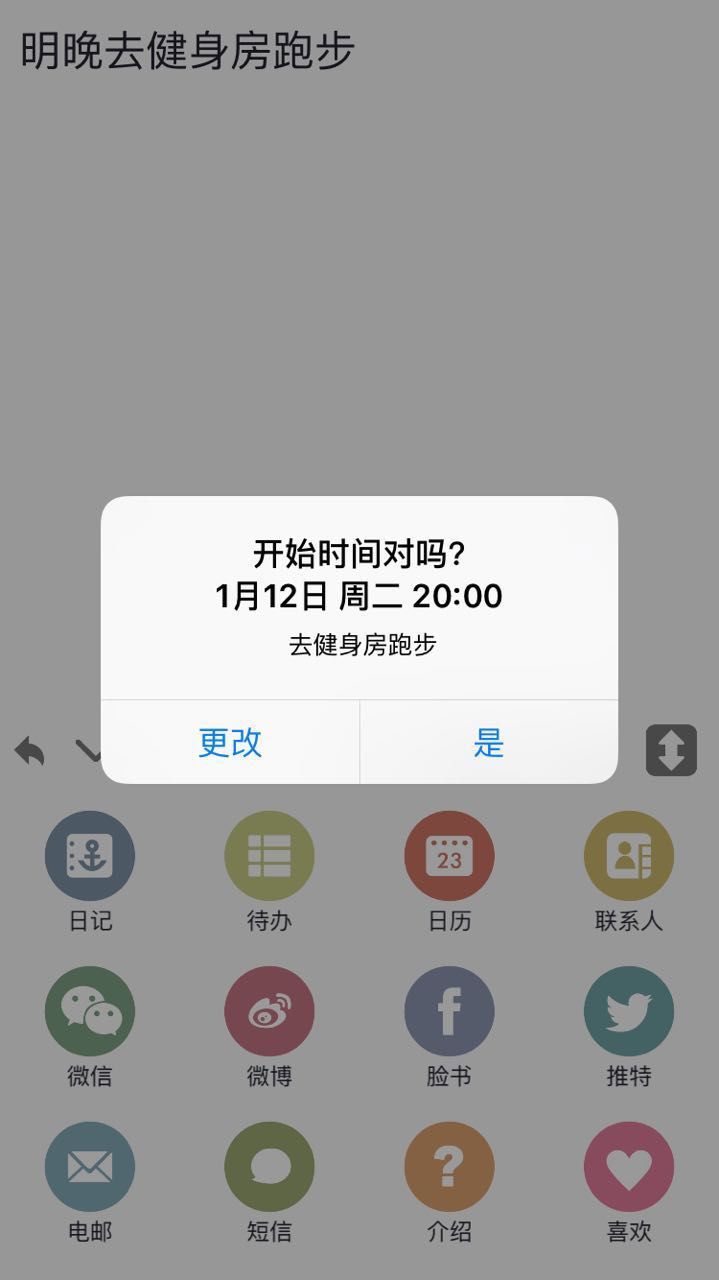 明晚去健身房跑步
开始时间对吗?
1月12日 周二 20:00
去健身房跑步
更改 是
日记 待办 23 日历 联系人
微信 微博 f 脸书 推特
电邮 短信 ? 介绍 喜欢